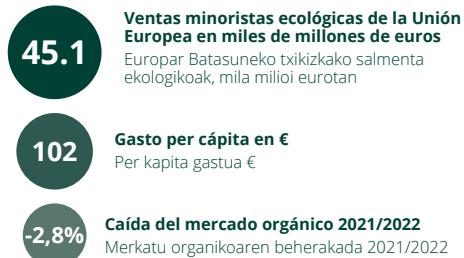 45.1
Ventas minoristas ecológicas de la Unión
Europea en miles de millones de euros
Europar Batasuneko txikizkako salmenta
ekologikoak, mila milioi eurotan
102
Gasto per cápita en €
Per kapita gastua €
-2,8%
Caída del mercado orgánico 2021/2022
Merkatu organikoaren beherakada 2021/2022